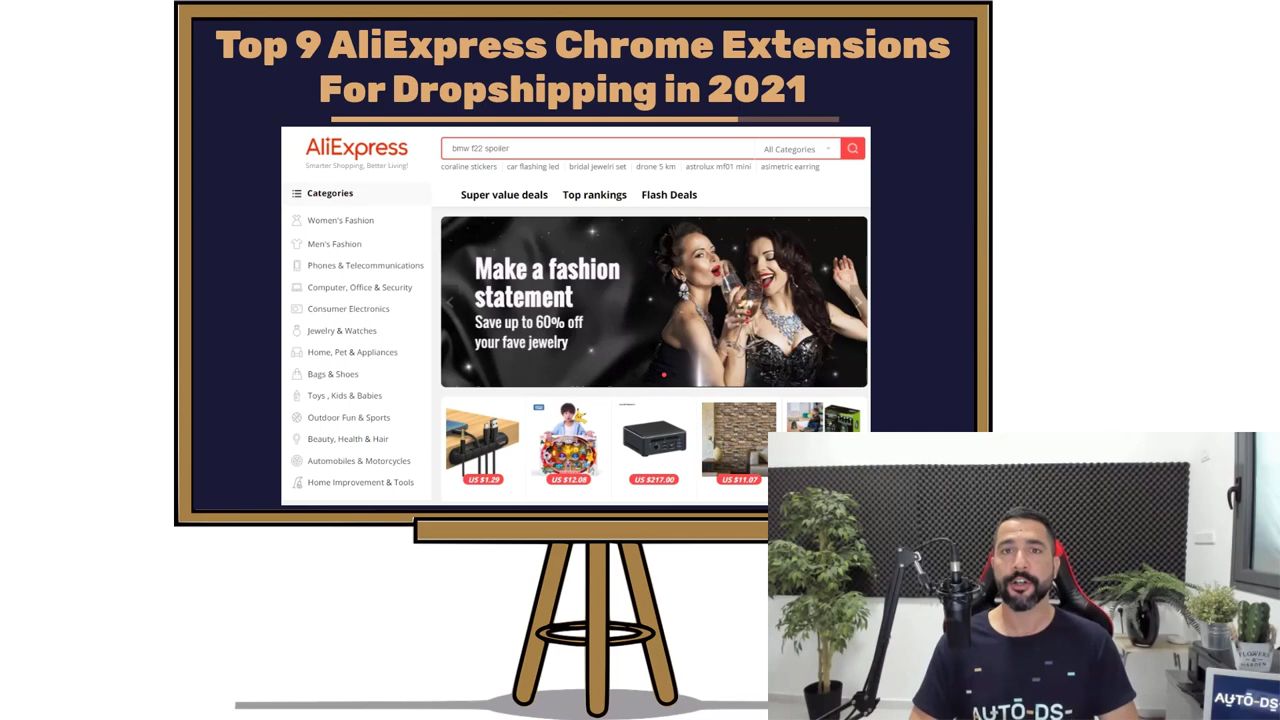 Top 9 AliExpress Chrome Extensions
For Dropshipping in 2021
AliExpress
Smarter Shopping, Better Living!
bmw f22 spoiler
All Categories
coraline stickers
car flashing led
bridal jewelri set
drone 5 km
astrolux mf01 mini
asimetric earring
Categories
Super value deals
Top rankings
Flash Deals
Women's Fashion
Men's Fashion
Phones & Telecommunications
Computer, Office & Security
Consumer Electronics
Jewelry & Watches
Home, Pet & Appliances
Bags & Shoes
Toys , Kids & Babies
Outdoor Fun & Sports
Beauty, Health & Hair
Automobiles & Motorcycles
Home Improvement & Tools
Make a fashion
statement
Save up to 60% off
your fave jewelry
US $1.29
US $12.08
US $217.00
US $11.07
FLOWERS
&
GARDEN
AUTŌ-DS-
AUTŌ-DS